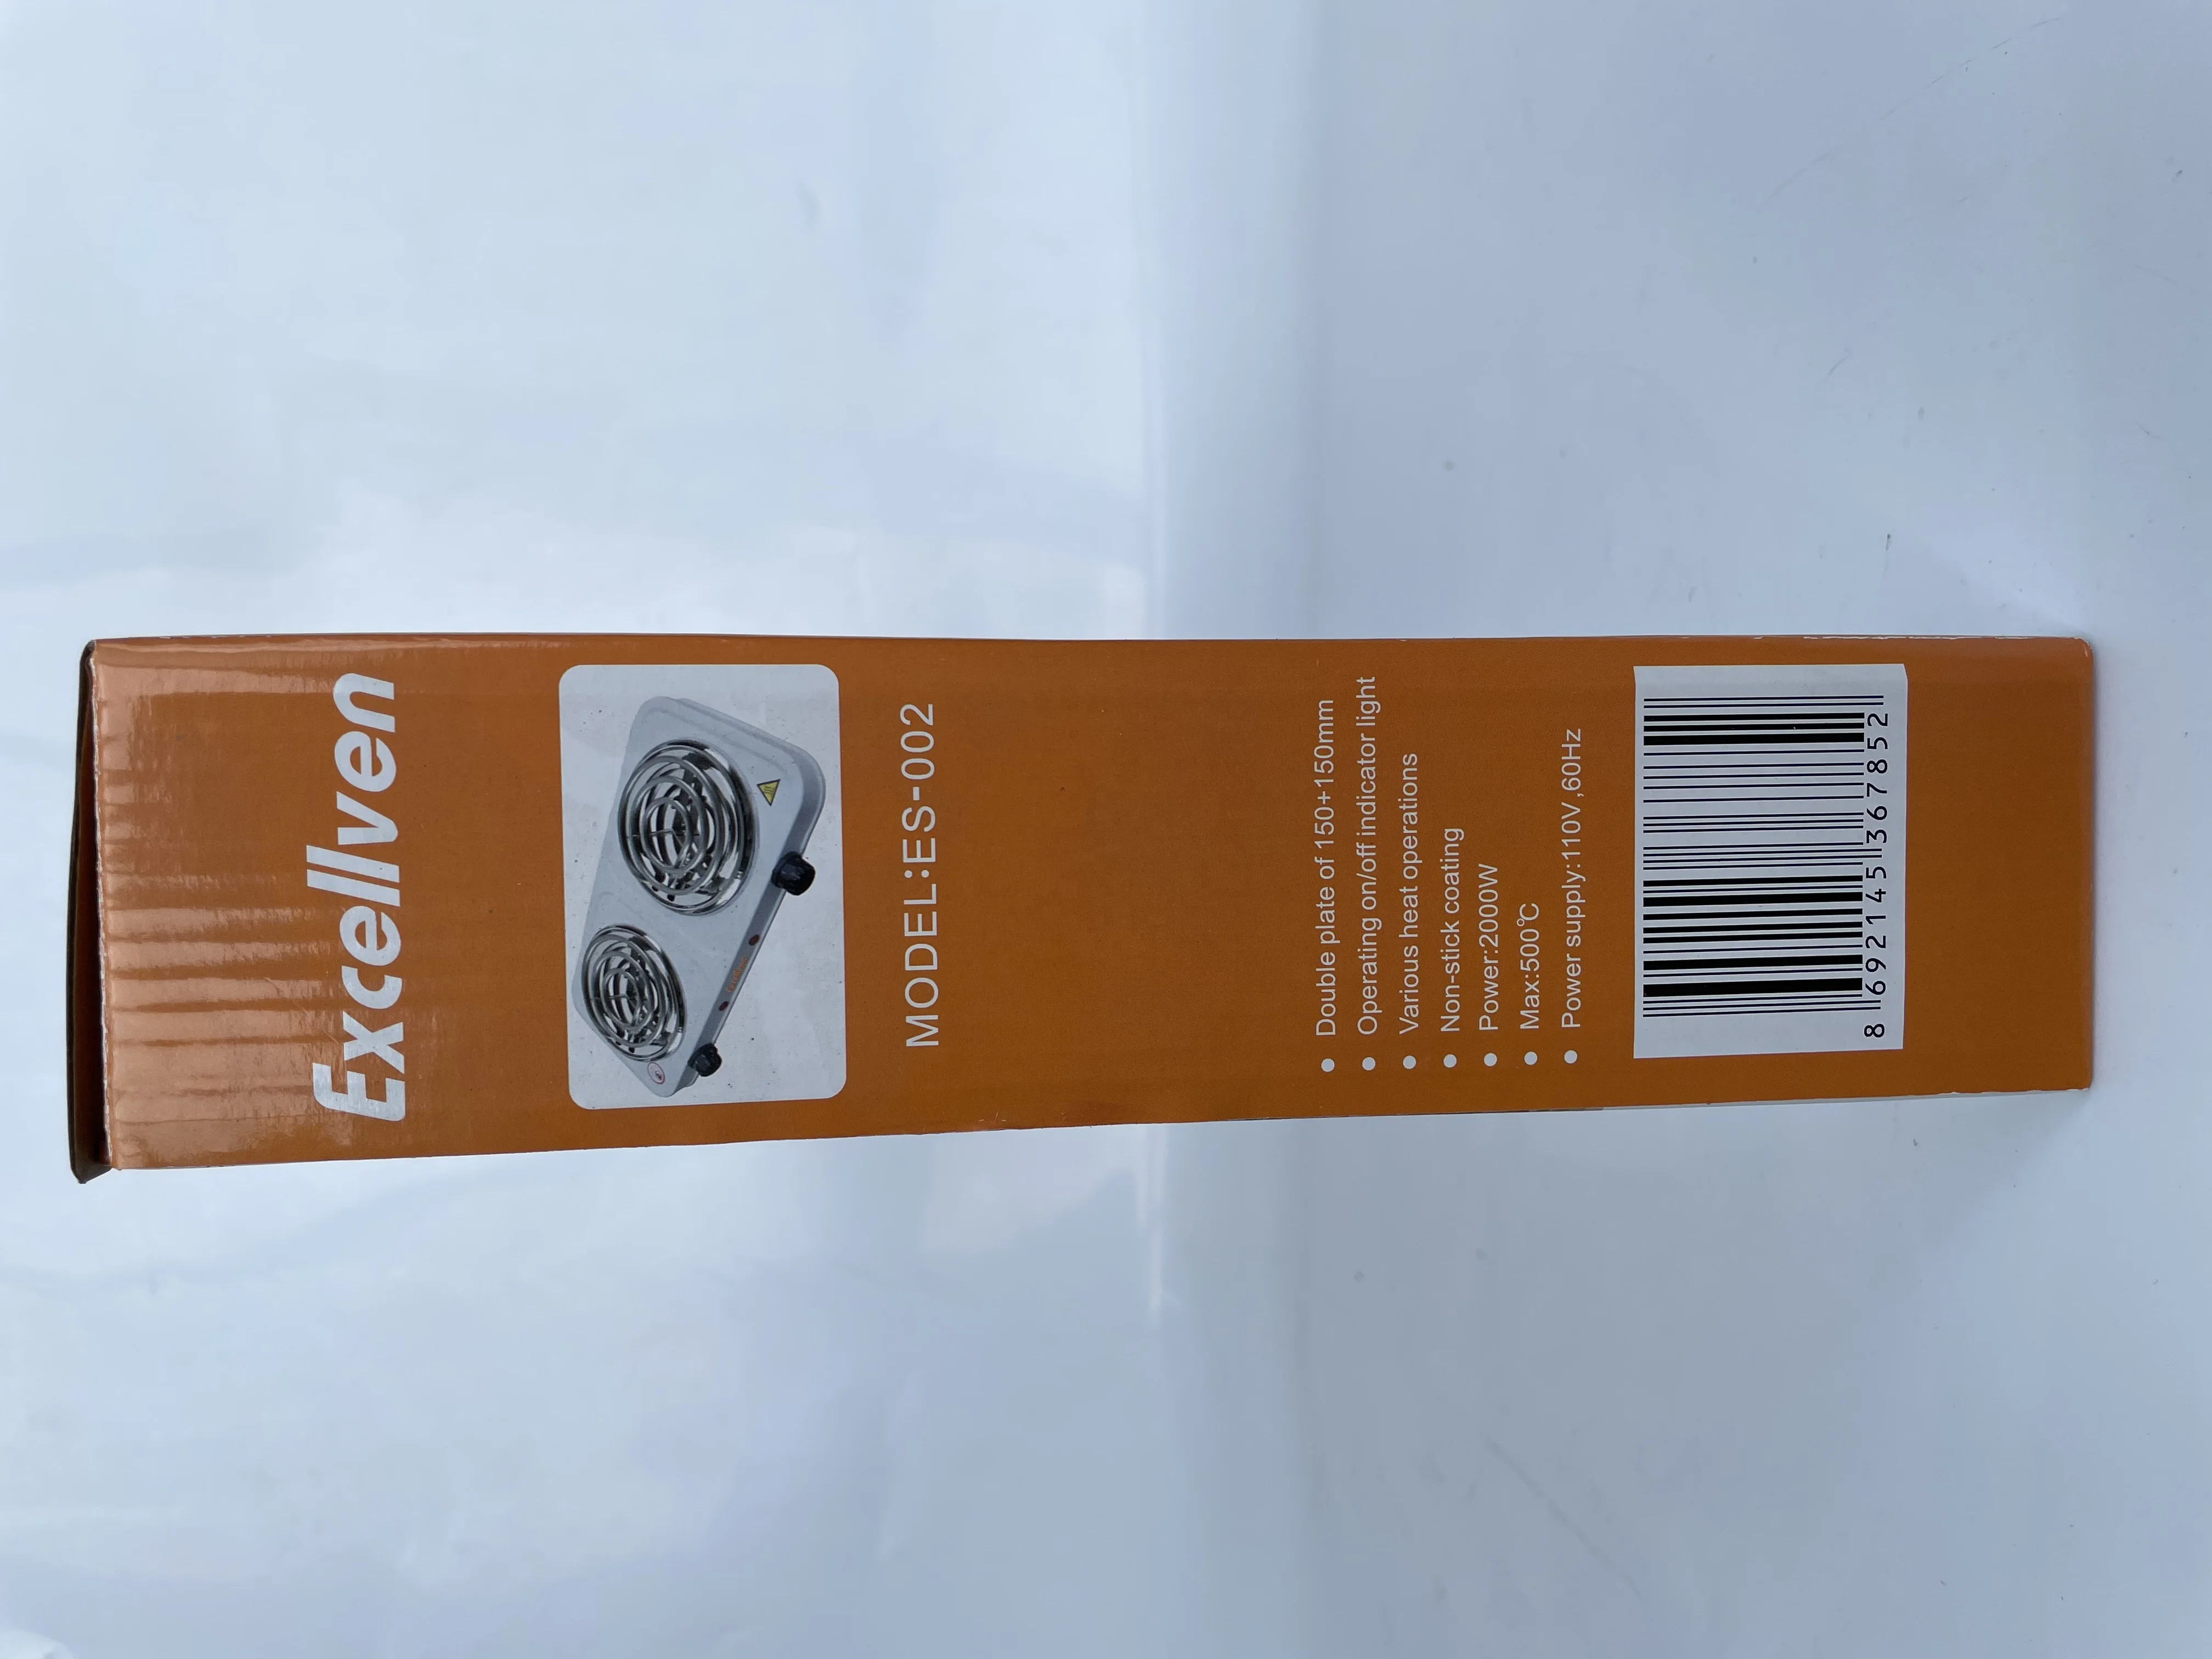 Excellven
MODEL:ES-002
● Double plate of 150+150mm
● Operating on/off indicator light
● Various heat operations
● Non-stick coating
● Power:2000W
● Max:500℃
● Power supply:110V,60Hz
8 692145 367852